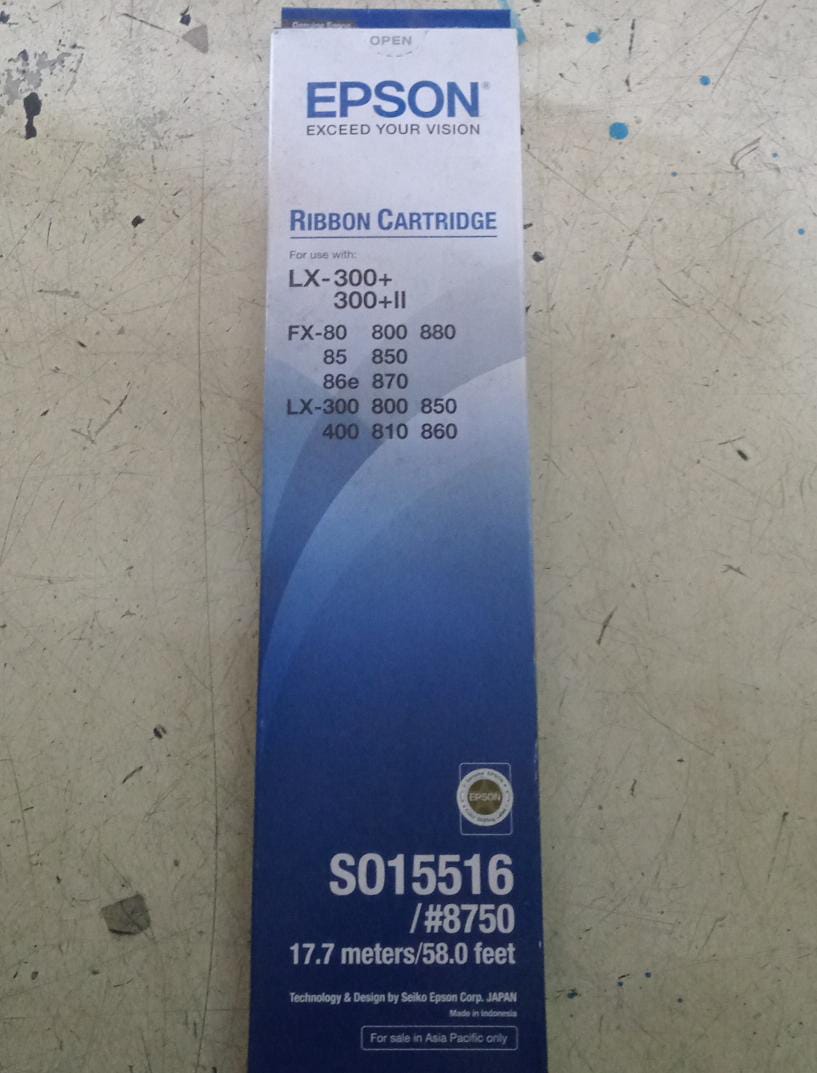 Genuine Epson
OPEN
EPSON®
EXCEED YOUR VISION
RIBBON CARTRIDGE
For use with:
LX-300+
300+II
FX-80 800 880
85 850
86e 870
LX-300 800 850
400 810 860
EPSON
S015516
/#8750
17.7 meters/58.0 feet
Technology & Design by Seiko Epson Corp. JAPAN
Made in Indonesia
For sale in Asia Pacific only